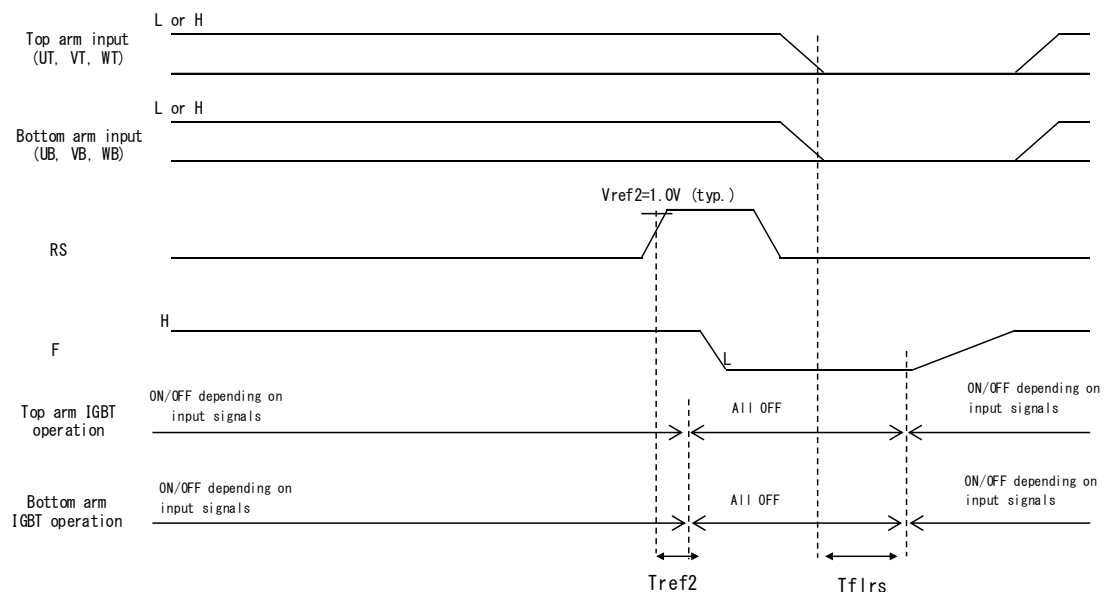 L or H
Top arm input
(UT, VT, WT)
L or H
Bottom arm input
(UB, VB, WB)
Vref2=1.0V (typ.)
RS
H
F
L
ON/OFF depending on
input signals
Top arm IGBT
operation
All OFF
ON/OFF depending on
input signals
ON/OFF depending on
input signals
Bottom arm
IGBT operation
All OFF
ON/OFF depending on
input signals
Tref2
Tflrs